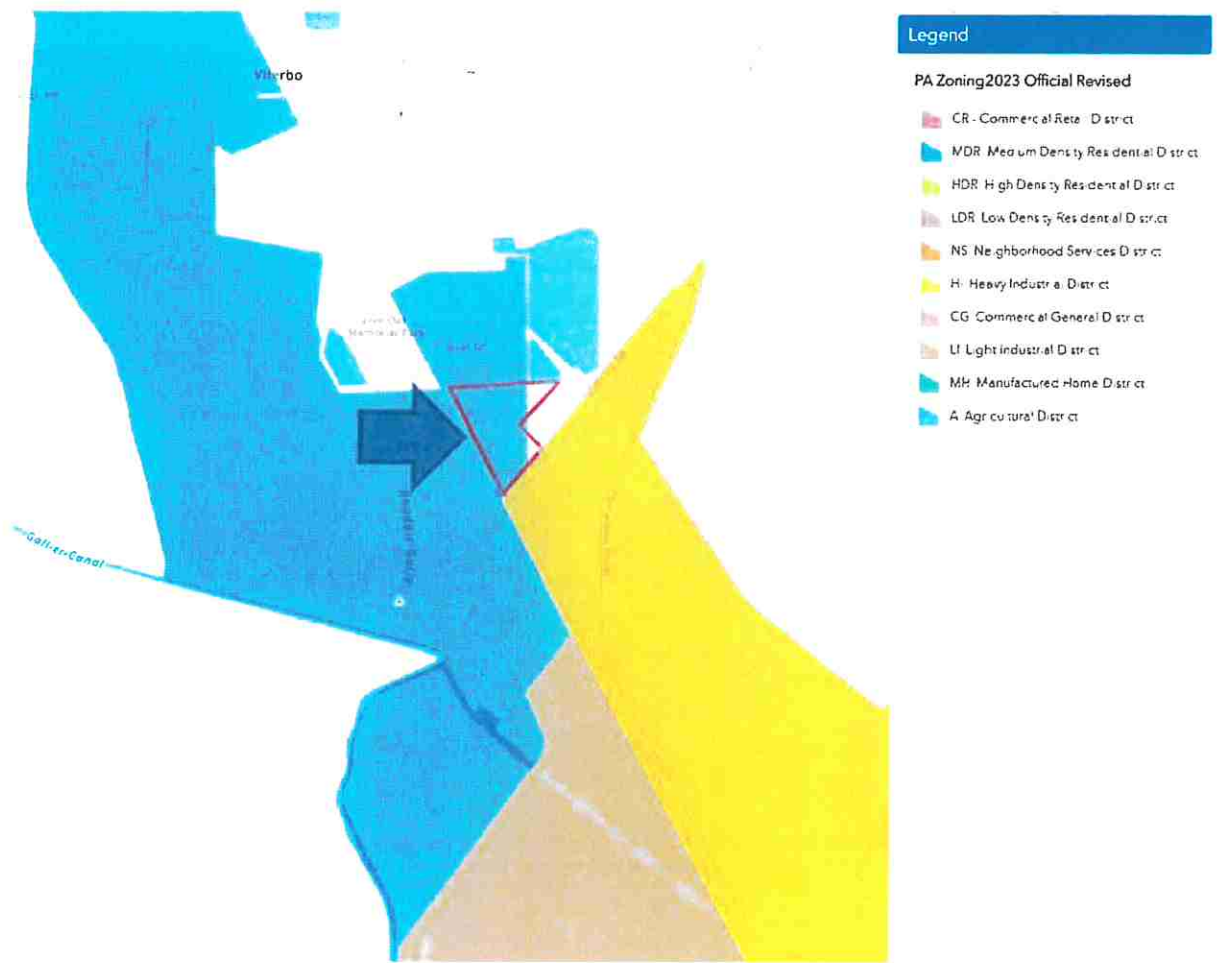 Legend
Viterbo
PA Zoning2023 Official Revised
CR - Commercial Retail District
MDR Medium Density Residential District
HDR High Density Residential District
LDR Low Density Residential District
NS Neighborhood Services District
HI Heavy Industrial District
CG Commercial General District
LI Light Industrial District
MH Manufactured Home District
A Agricultural District
Memorial Park